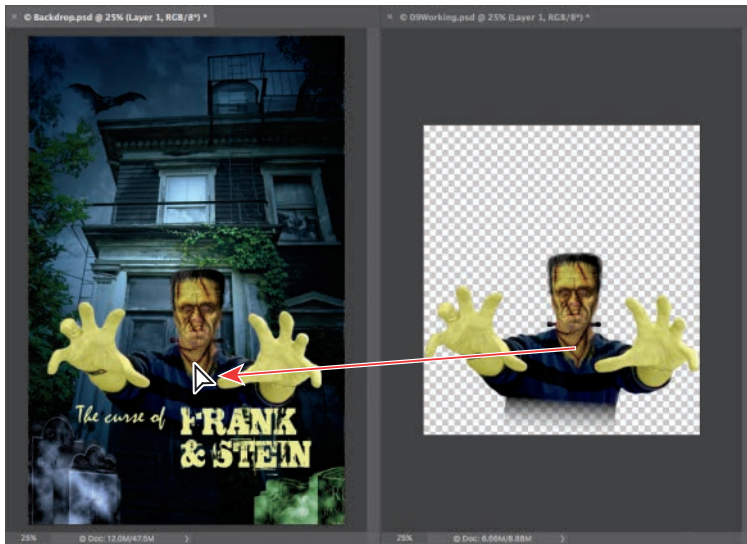 × © Backdrop.psd @ 25% (Layer 1, RGB/8*) *
× © 09Working.psd @ 25% (Layer 1, RGB/8*) *
The curse of
FRANK
& STEIN
25% Doc: 12.0M/47.5M
25% Doc: 6.66M/8.88M